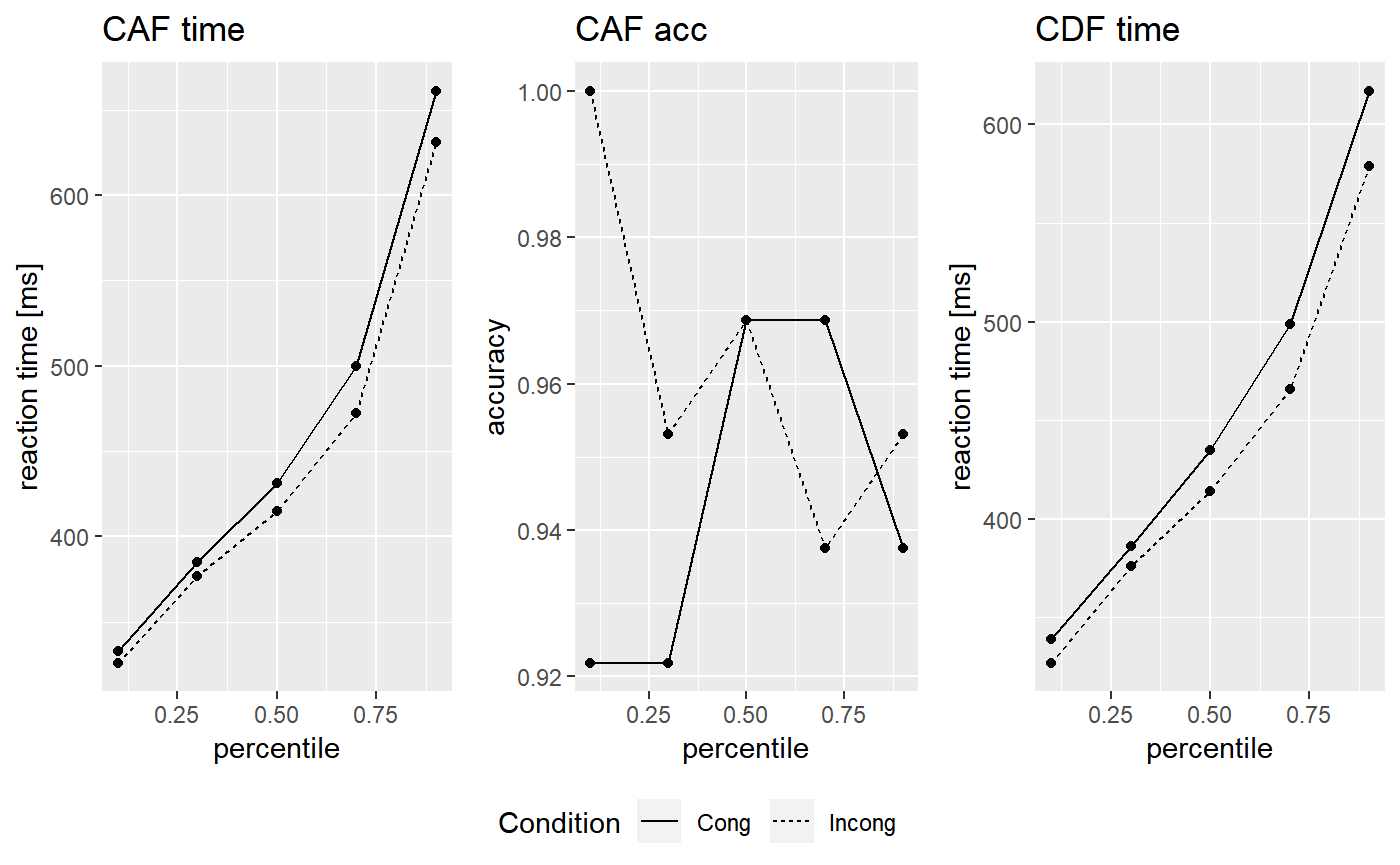 CAF time
CAF acc
CDF time
reaction time [ms]
600
500
400
0.25 0.50 0.75
percentile
accuracy
1.00
0.98
0.96
0.94
0.92
0.25 0.50 0.75
percentile
reaction time [ms]
600
500
400
0.25 0.50 0.75
percentile
Condition Cong Incong